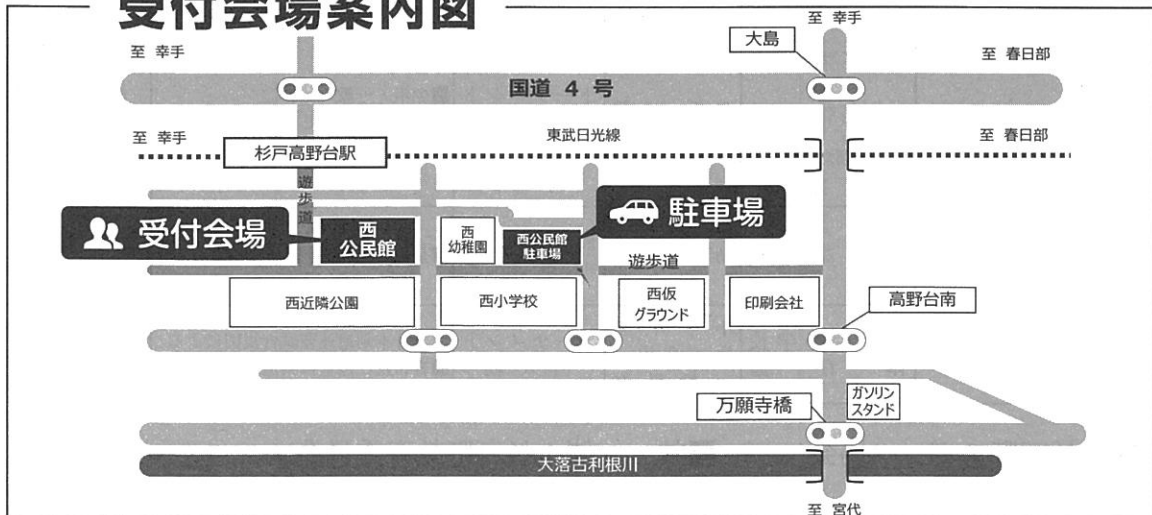 受付会場案内図
至 幸手
大島
至 幸手
至 春日部
国道 4 号
至 幸手
東武日光線
至 春日部
杉戸高野台駅
遊歩道
受付会場
西
公民館
西
幼稚園
西公民館
駐車場
駐車場
遊歩道
西近隣公園
西小学校
西仮
グラウンド
印刷会社
高野台南
万願寺橋
ガソリン
スタンド
大落古利根川
至 宮代